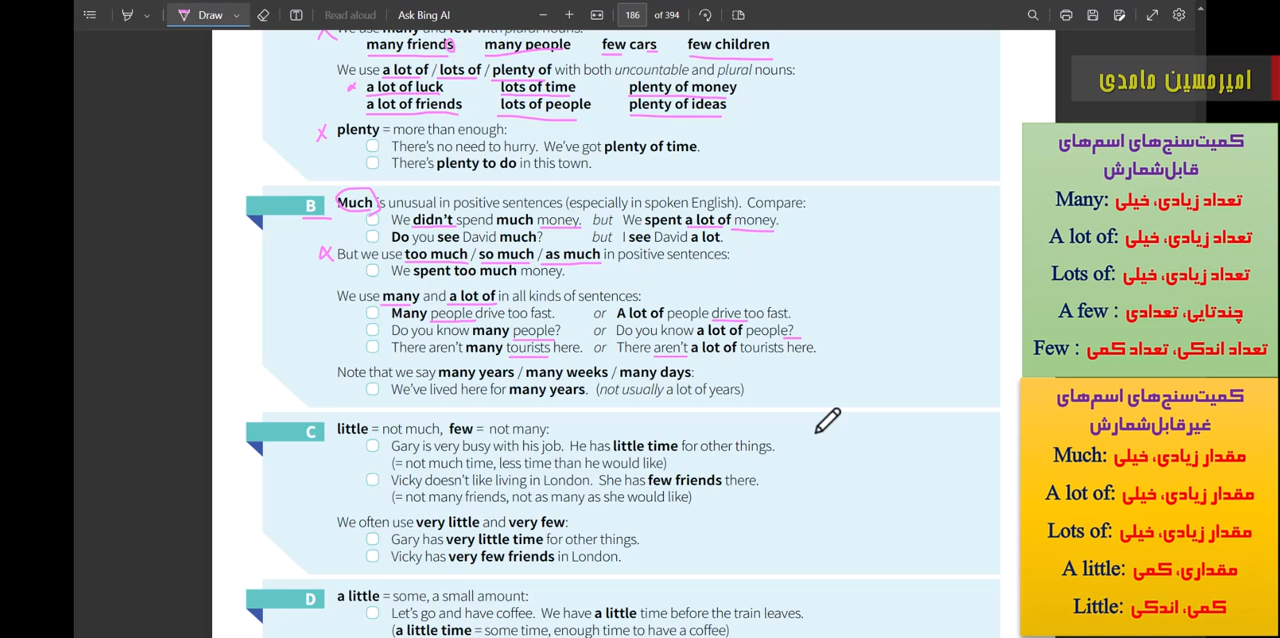 Draw
Read aloud
Ask Bing AI
186 of 394
many friends many people few cars few children
We use a lot of / lots of / plenty of with both uncountable and plural nouns:
a lot of luck lots of time plenty of money
a lot of friends lots of people plenty of ideas
plenty = more than enough:
There's no need to hurry. We've got plenty of time.
There's plenty to do in this town.
B
Much is unusual in positive sentences (especially in spoken English). Compare:
We didn't spend much money. but We spent a lot of money.
Do you see David much? but I see David a lot.
But we use too much / so much / as much in positive sentences:
We spent too much money.
We use many and a lot of in all kinds of sentences:
Many people drive too fast. or A lot of people drive too fast.
Do you know many people? or Do you know a lot of people?
There aren't many tourists here. or There aren't a lot of tourists here.
Note that we say many years / many weeks / many days:
We've lived here for many years. (not usually a lot of years)
C
little = not much, few = not many:
Gary is very busy with his job. He has little time for other things.
(= not much time, less time than he would like)
Vicky doesn't like living in London. She has few friends there.
(= not many friends, not as many as she would like)
We often use very little and very few:
Gary has very little time for other things.
Vicky has very few friends in London.
D
a little = some, a small amount:
Let's go and have coffee. We have a little time before the train leaves.
(a little time = some time, enough time to have a coffee)
امیرحسین حامدی
کمیت‌سنج‌های اسم‌های
قابل‌شمارش
Many: تعداد زیادی، خیلی
A lot of: تعداد زیادی، خیلی
Lots of: تعداد زیادی، خیلی
A few : چندتایی، تعدادی
Few : تعداد اندکی، تعداد کمی
کمیت‌سنج‌های اسم‌های
غیرقابل‌شمارش
Much: مقدار زیادی، خیلی
A lot of: مقدار زیادی، خیلی
Lots of: مقدار زیادی، خیلی
A little: مقداری، کمی
Little: کمی، اندکی